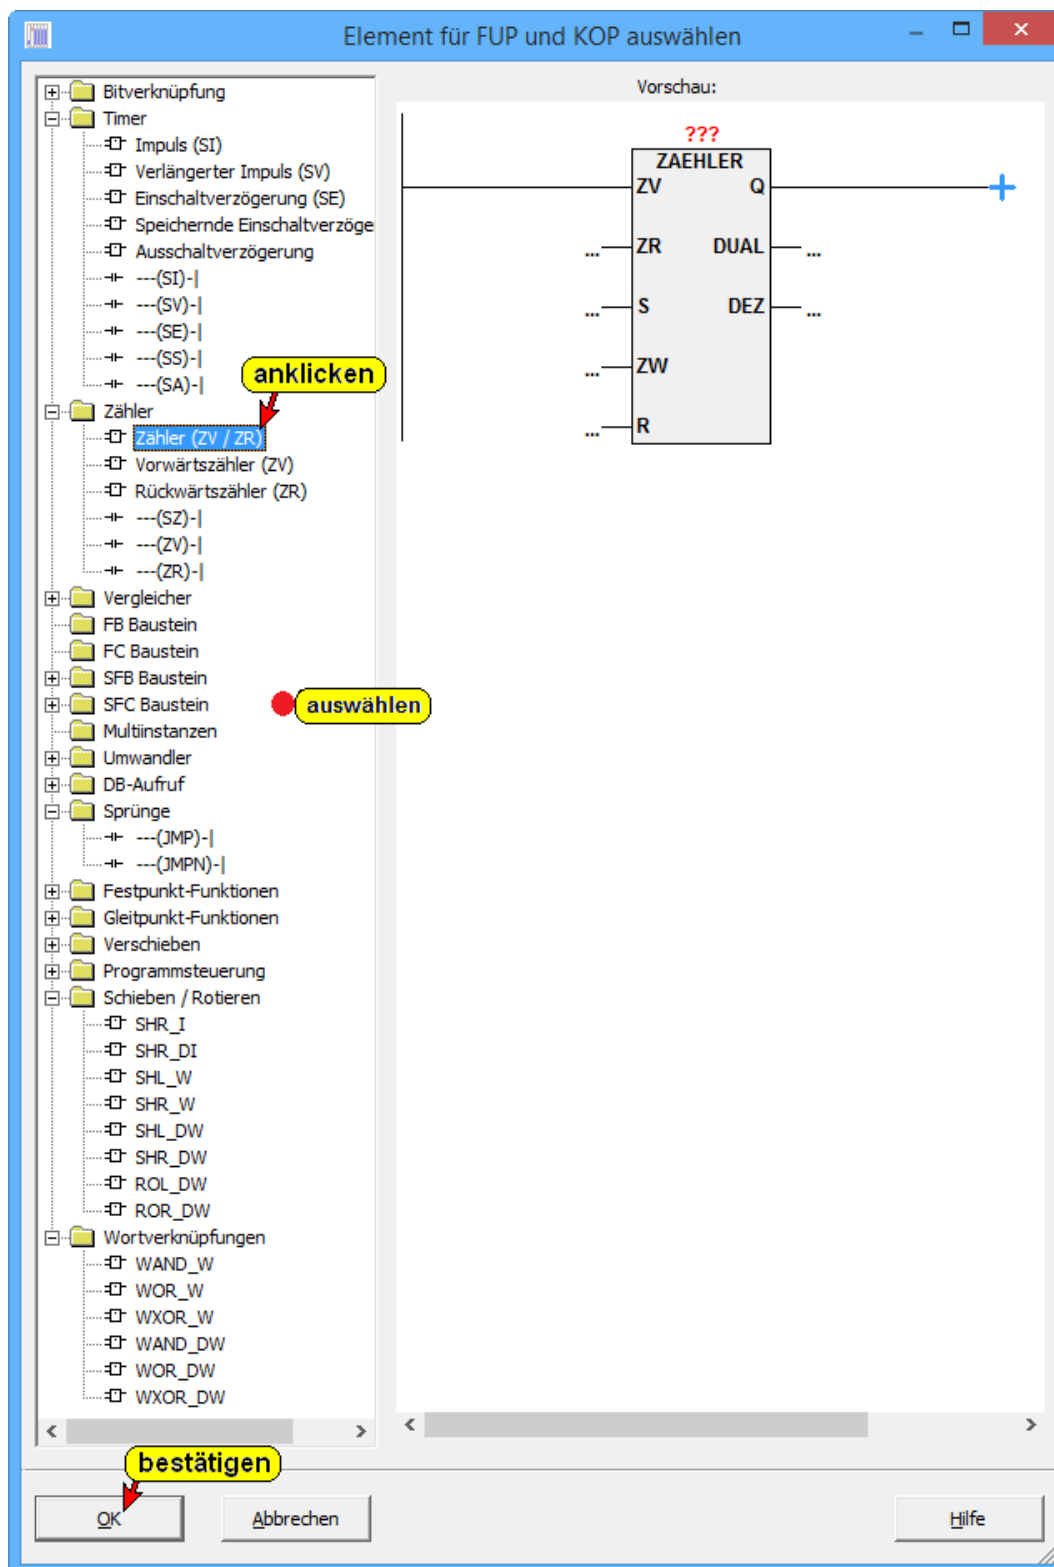 Element für FUP und KOP auswählen
Bitverknüpfung
Timer
Impuls (SI)
Verlängerter Impuls (SV)
Einschaltverzögerung (SE)
Speichernde Einschaltverzöge
Ausschaltverzögerung
---(SI)-|
---(SV)-|
---(SE)-|
---(SS)-|
---(SA)-|
anklicken
Zähler
Zähler (ZV / ZR)
Vorwärtszähler (ZV)
Rückwärtszähler (ZR)
---(SZ)-|
---(ZV)-|
---(ZR)-|
Vergleicher
FB Baustein
FC Baustein
SFB Baustein
SFC Baustein
auswählen
Multiinstanzen
Umwandler
DB-Aufruf
Sprünge
---(JMP)-|
---(JMPN)-|
Festpunkt-Funktionen
Gleitpunkt-Funktionen
Verschieben
Programmsteuerung
Schieben / Rotieren
SHR_I
SHR_DI
SHL_W
SHR_W
SHL_DW
SHR_DW
ROL_DW
ROR_DW
Wortverknüpfungen
WAND_W
WOR_W
WXOR_W
WAND_DW
WOR_DW
WXOR_DW
Vorschau:
???
ZAEHLER
ZV Q
... ZR DUAL ...
... S DEZ ...
... ZW
... R
bestätigen
OK
Abbrechen
Hilfe